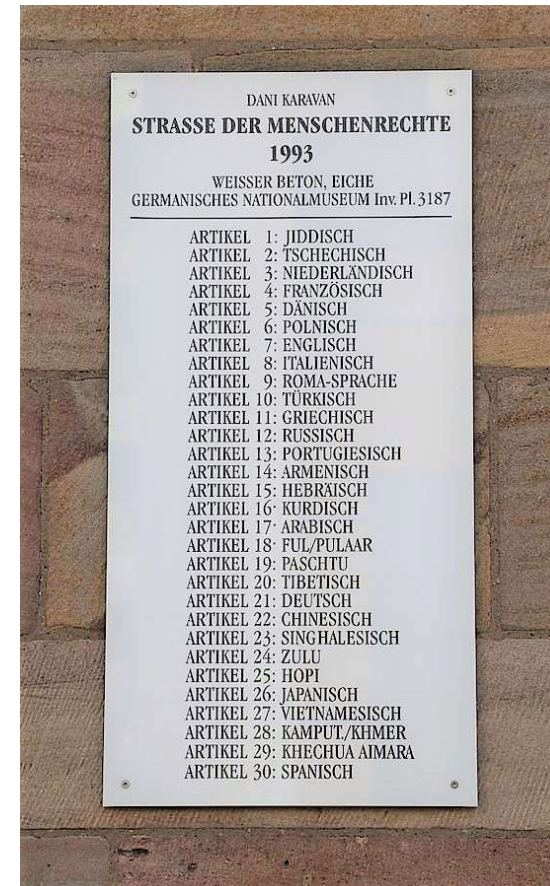 DANI KARAVAN
STRASSE DER MENSCHENRECHTE
1993
WEISSER BETON, EICHE
GERMANISCHES NATIONALMUSEUM Inv. Pl. 3187
ARTIKEL 1: JIDDISCH
ARTIKEL 2: TSCHECHISCH
ARTIKEL 3: NIEDERLÄNDISCH
ARTIKEL 4: FRANZÖSISCH
ARTIKEL 5: DÄNISCH
ARTIKEL 6: POLNISCH
ARTIKEL 7: ENGLISCH
ARTIKEL 8: ITALIENISCH
ARTIKEL 9: ROMA-SPRACHE
ARTIKEL 10: TÜRKISCH
ARTIKEL 11: GRIECHISCH
ARTIKEL 12: RUSSISCH
ARTIKEL 13: PORTUGIESISCH
ARTIKEL 14: ARMENISCH
ARTIKEL 15: HEBRÄISCH
ARTIKEL 16: KURDISCH
ARTIKEL 17: ARABISCH
ARTIKEL 18: FUL/PULAAR
ARTIKEL 19: PASCHTU
ARTIKEL 20: TIBETISCH
ARTIKEL 21: DEUTSCH
ARTIKEL 22: CHINESISCH
ARTIKEL 23: SINGHALESISCH
ARTIKEL 24: ZULU
ARTIKEL 25: HOPI
ARTIKEL 26: JAPANISCH
ARTIKEL 27: VIETNAMESISCH
ARTIKEL 28: KAMPUT./KHMER
ARTIKEL 29: KHECHUA AIMARA
ARTIKEL 30: SPANISCH